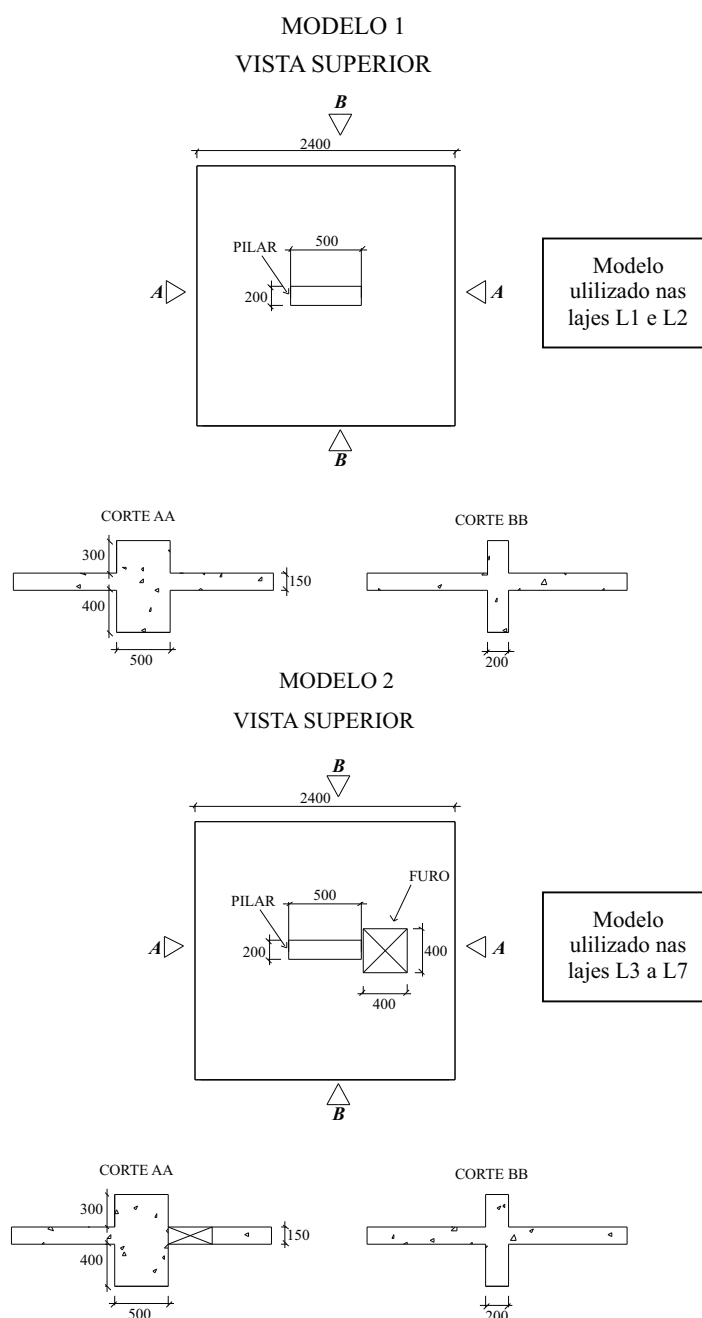 MODELO 1
VISTA SUPERIOR
B
2400
PILAR
500
A
200
A
Modelo
ulilizado nas
lajes L1 e L2
B
CORTE AA
CORTE BB
300
150
400
500
200
MODELO 2
VISTA SUPERIOR
B
2400
FURO
PILAR
500
A
200
400
A
400
Modelo
ulilizado nas
lajes L3 a L7
B
CORTE AA
CORTE BB
300
150
400
500
200